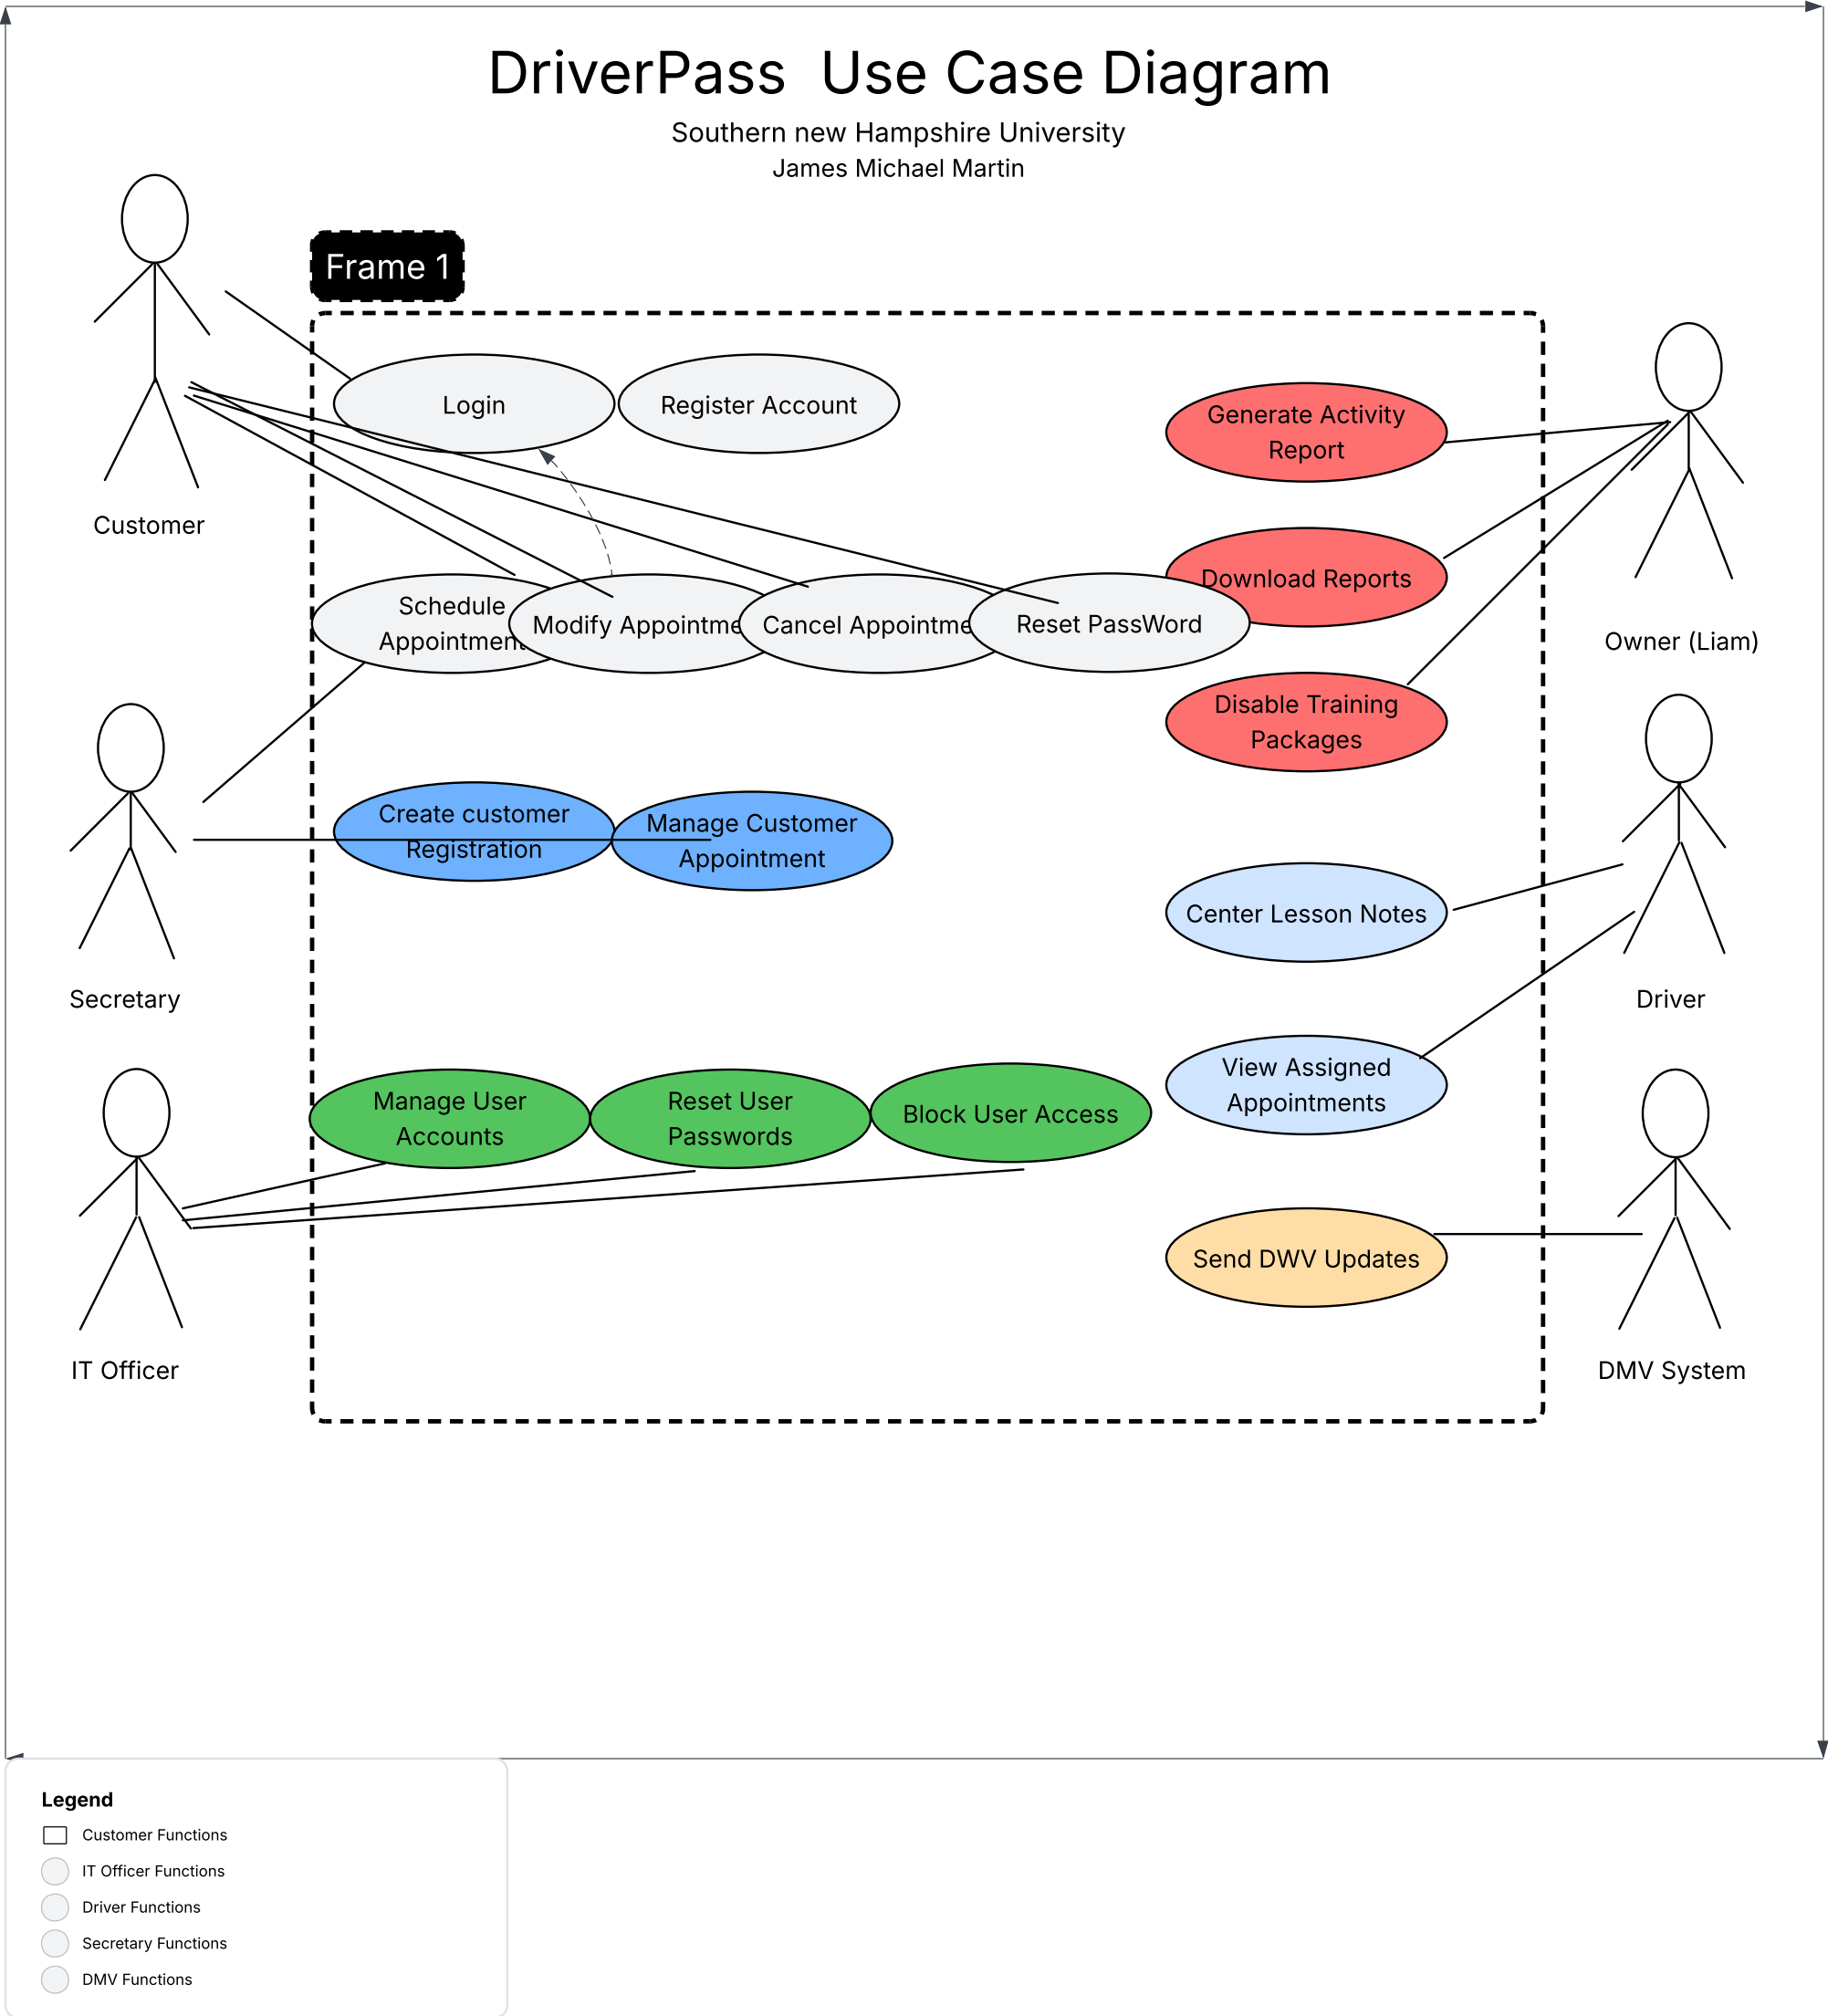 DriverPass Use Case Diagram
Southern new Hampshire University
James Michael Martin
Frame 1
Login
Register Account
Generate Activity
Report
Customer
Download Reports
Schedule
Appointment
Modify Appointme
Cancel Appointme
Reset PassWord
Owner (Liam)
Disable Training
Packages
Create customer
Registration
Manage Customer
Appointment
Center Lesson Notes
Secretary
Driver
View Assigned
Appointments
Manage User
Accounts
Reset User
Passwords
Block User Access
Send DWV Updates
IT Officer
DMV System
Legend
Customer Functions
IT Officer Functions
Driver Functions
Secretary Functions
DMV Functions